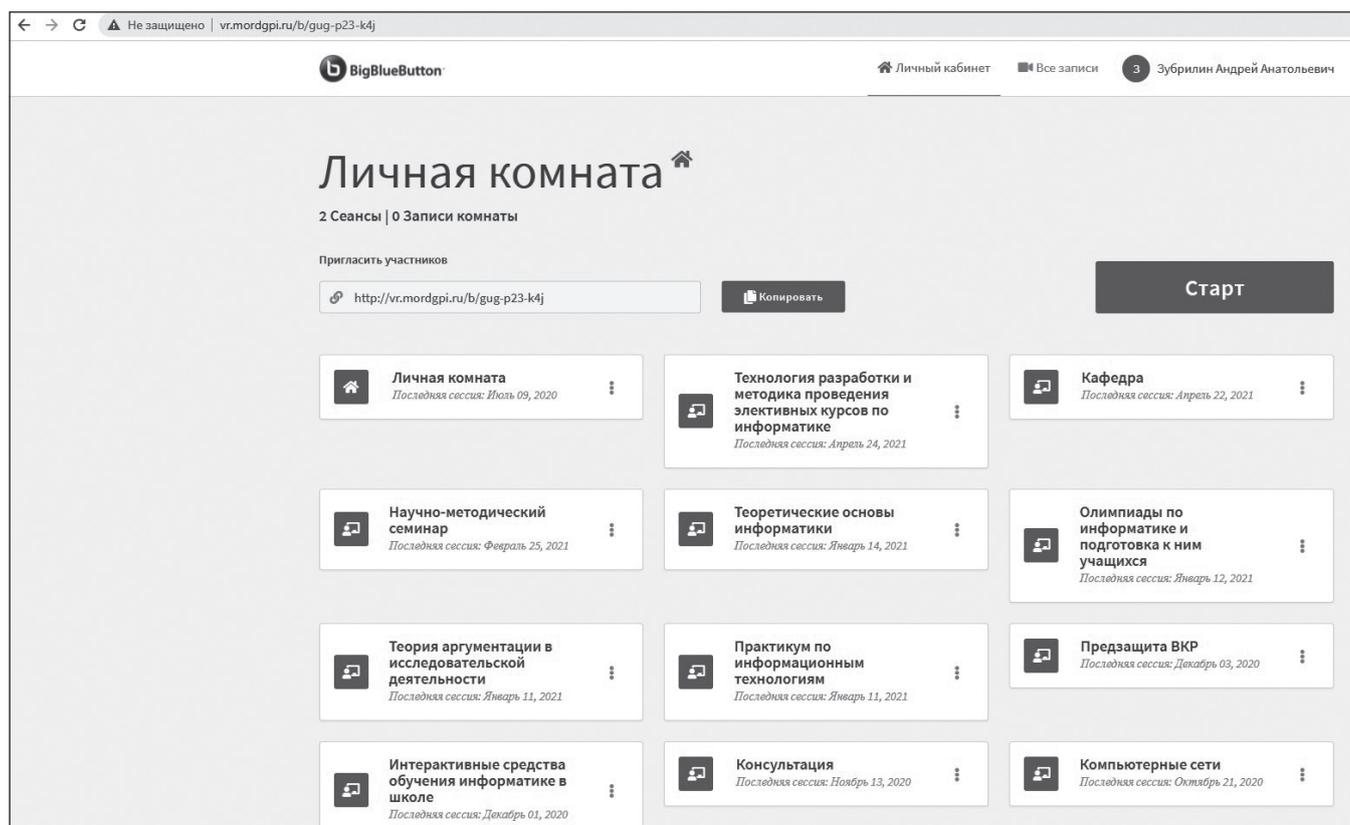 Не защищено | vr.mordgpi.ru/b/gug-p23-k4j
BigBlueButton
Личный кабинет
Все записи
З Зубрилин Андрей Анатольевич
Личная комната
2 Сеансы | 0 Записи комнаты
Пригласить участников
http://vr.mordgpi.ru/b/gug-p23-k4j
Копировать
Старт
Личная комната
Последняя сессия: Июль 09, 2020
Технология разработки и
методика проведения
элективных курсов по
информатике
Последняя сессия: Апрель 24, 2021
Кафедра
Последняя сессия: Апрель 22, 2021
Научно-методический
семинар
Последняя сессия: Февраль 25, 2021
Теоретические основы
информатики
Последняя сессия: Январь 14, 2021
Олимпиады по
информатике и
подготовка к ним
учащихся
Последняя сессия: Январь 12, 2021
Теория аргументации в
исследовательской
деятельности
Последняя сессия: Январь 11, 2021
Практикум по
информационным
технологиям
Последняя сессия: Январь 11, 2021
Предзащита ВКР
Последняя сессия: Декабрь 03, 2020
Интерактивные средства
обучения информатике в
школе
Последняя сессия: Декабрь 01, 2020
Консультация
Последняя сессия: Ноябрь 13, 2020
Компьютерные сети
Последняя сессия: Октябрь 21, 2020